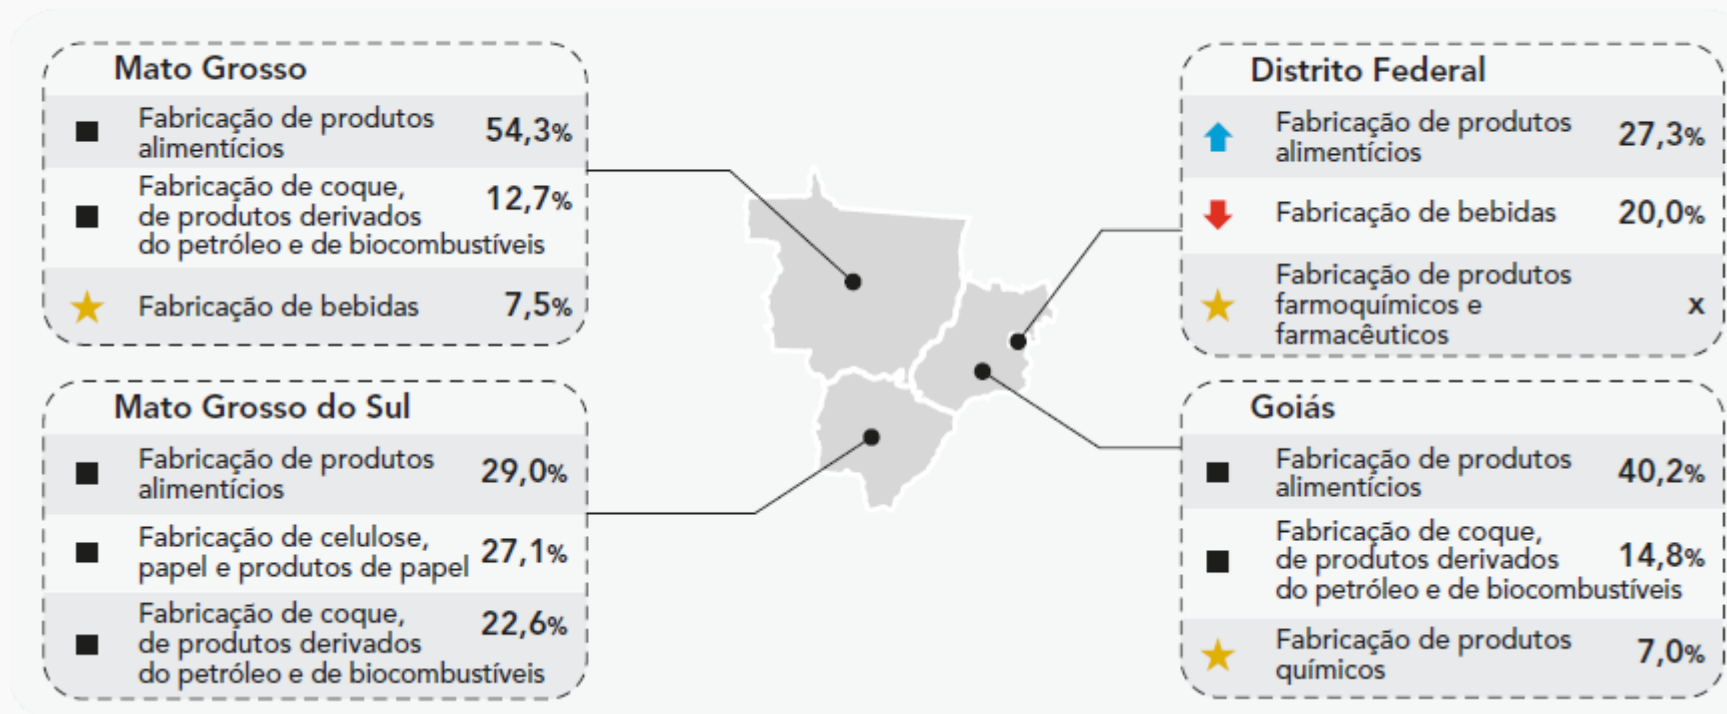 Mato Grosso
Fabricação de produtos
alimentícios
54,3%
Fabricação de coque,
de produtos derivados
do petróleo e de biocombustíveis
12,7%
Fabricação de bebidas
7,5%
Mato Grosso do Sul
Fabricação de produtos
alimentícios
29,0%
Fabricação de celulose,
papel e produtos de papel
27,1%
Fabricação de coque,
de produtos derivados
do petróleo e de biocombustíveis
22,6%
Distrito Federal
Fabricação de produtos
alimentícios
27,3%
Fabricação de bebidas
20,0%
Fabricação de produtos
farmoquímicos e
farmacêuticos
x
Goiás
Fabricação de produtos
alimentícios
40,2%
Fabricação de coque,
de produtos derivados
do petróleo e de biocombustíveis
14,8%
Fabricação de produtos
químicos
7,0%